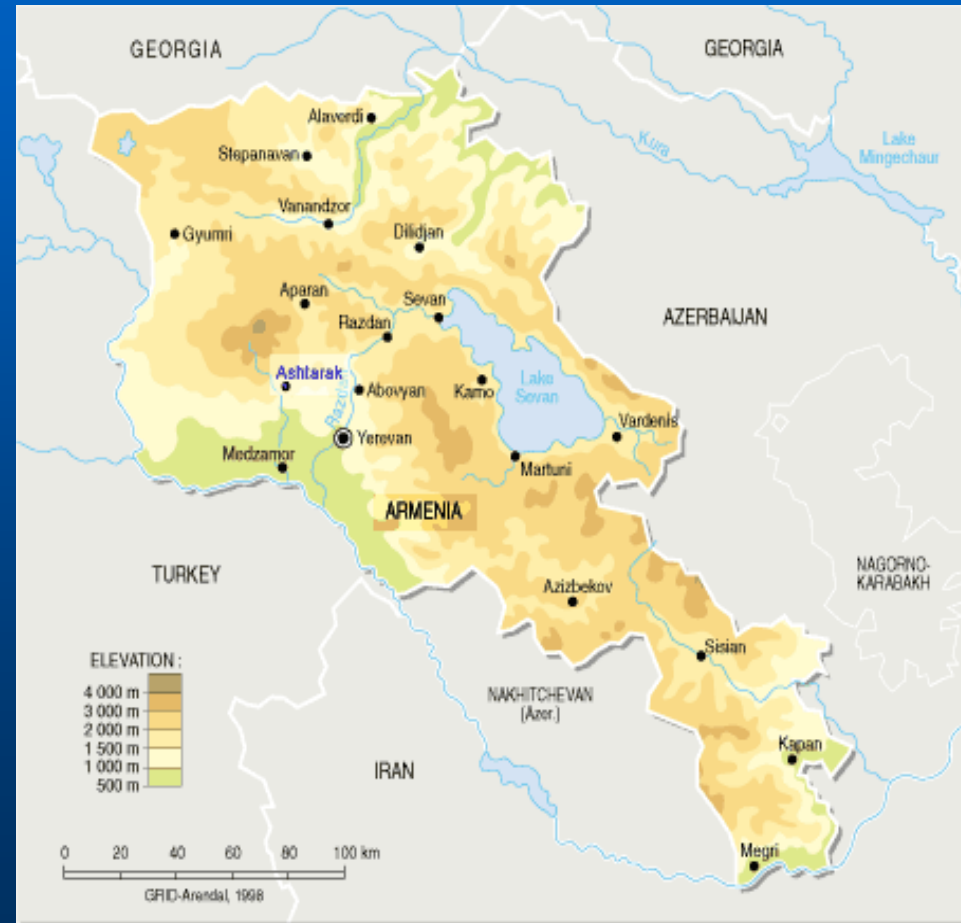 GEORGIA
GEORGIA
Alaverdi
Kura
Lake
Mingechaur
Stepanavan
Vanandzor
Gyumri
Dilidjan
Aparan
Sevan
AZERBAIJAN
Razdan
Ashtarak
Abovyan
Kamo
Lake
Sevan
Razdan
Vardenis
Yerevan
Medzamor
Martuni
ARMENIA
TURKEY
NAGORNO-
KARABAKH
Azizbekov
Sisian
ELEVATION :
4 000 m
3 000 m
2 000 m
1 500 m
1 000 m
500 m
NAKHITCHEVAN
(Azer.)
Kapan
IRAN
Megri
0 20 40 60 80 100 km
GRID-Arendal, 1998